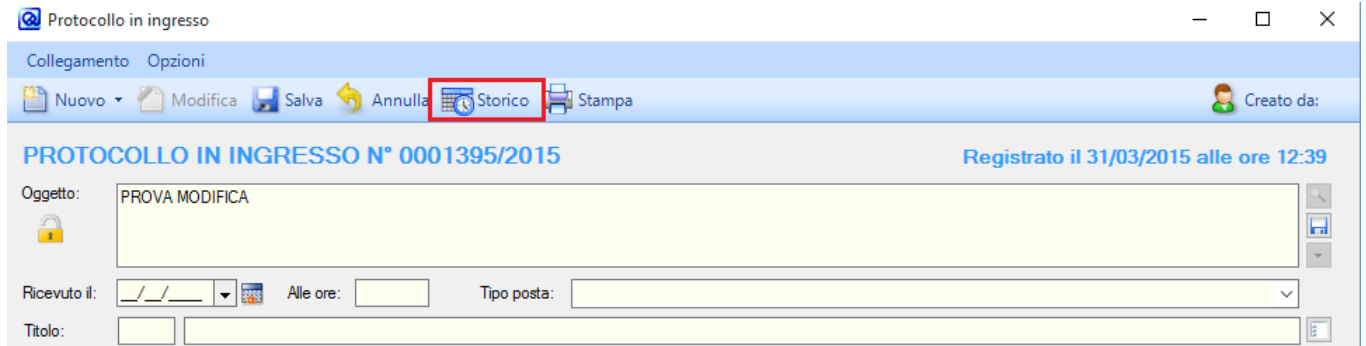 Protocollo in ingresso
Collegamento Opzioni
Nuovo Modifica Salva Annulla Storico Stampa Creato da:
PROTOCOLLO IN INGRESSO N° 0001395/2015 Registrato il 31/03/2015 alle ore 12:39
Oggetto: PROVA MODIFICA
Ricevuto il: __/__/____ Alle ore: Tipo posta:
Titolo: